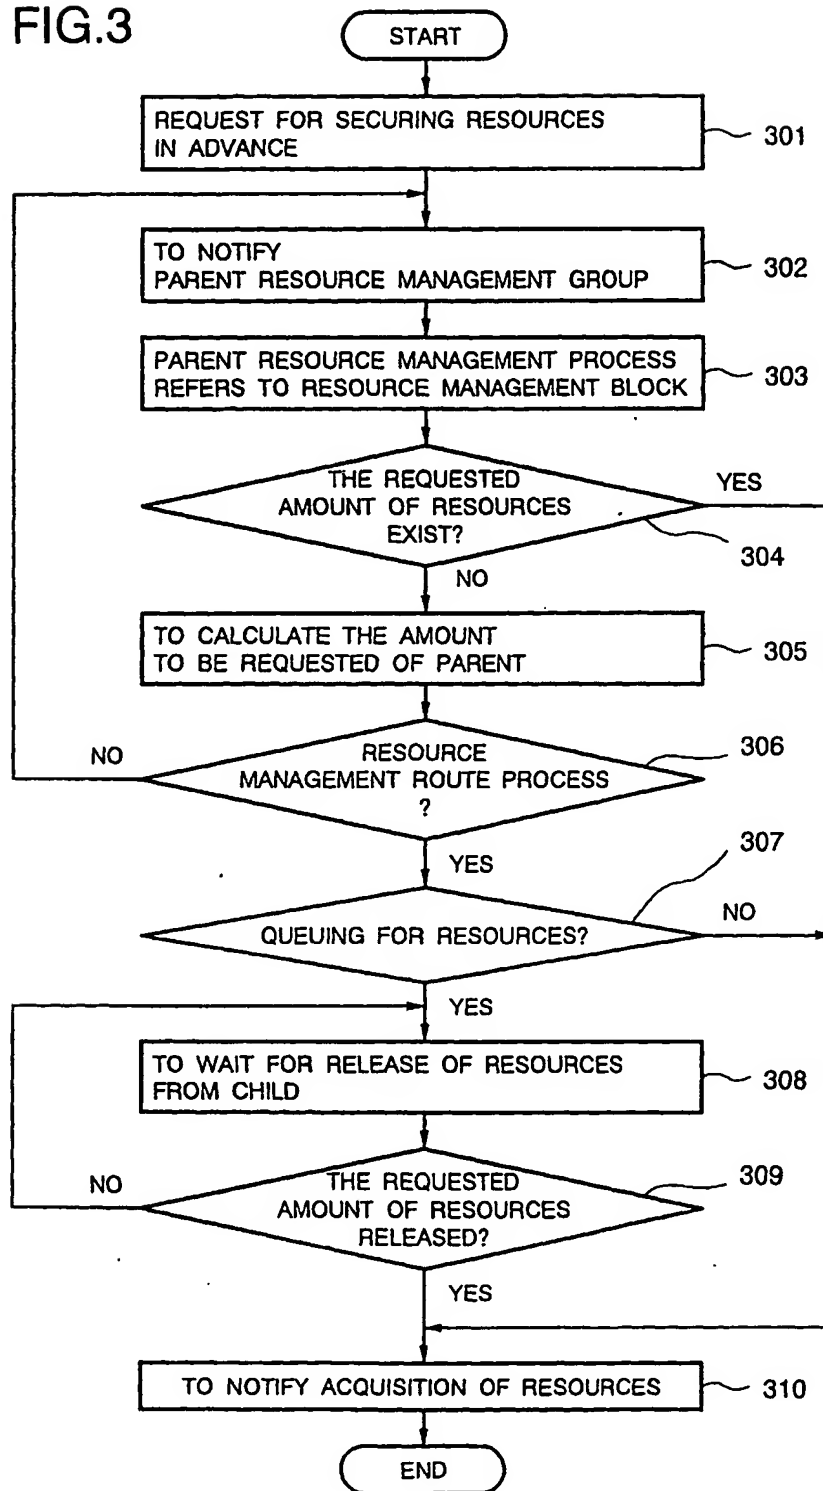 FIG.3
START
REQUEST FOR SECURING RESOURCES
IN ADVANCE
301
TO NOTIFY
PARENT RESOURCE MANAGEMENT GROUP
302
PARENT RESOURCE MANAGEMENT PROCESS
REFERS TO RESOURCE MANAGEMENT BLOCK
303
THE REQUESTED
AMOUNT OF RESOURCES
EXIST?
YES
304
NO
TO CALCULATE THE AMOUNT
TO BE REQUESTED OF PARENT
305
NO
RESOURCE
MANAGEMENT ROUTE PROCESS
?
306
YES
307
QUEUING FOR RESOURCES?
NO
YES
TO WAIT FOR RELEASE OF RESOURCES
FROM CHILD
308
NO
THE REQUESTED
AMOUNT OF RESOURCES
RELEASED?
309
YES
TO NOTIFY ACQUISITION OF RESOURCES
310
END